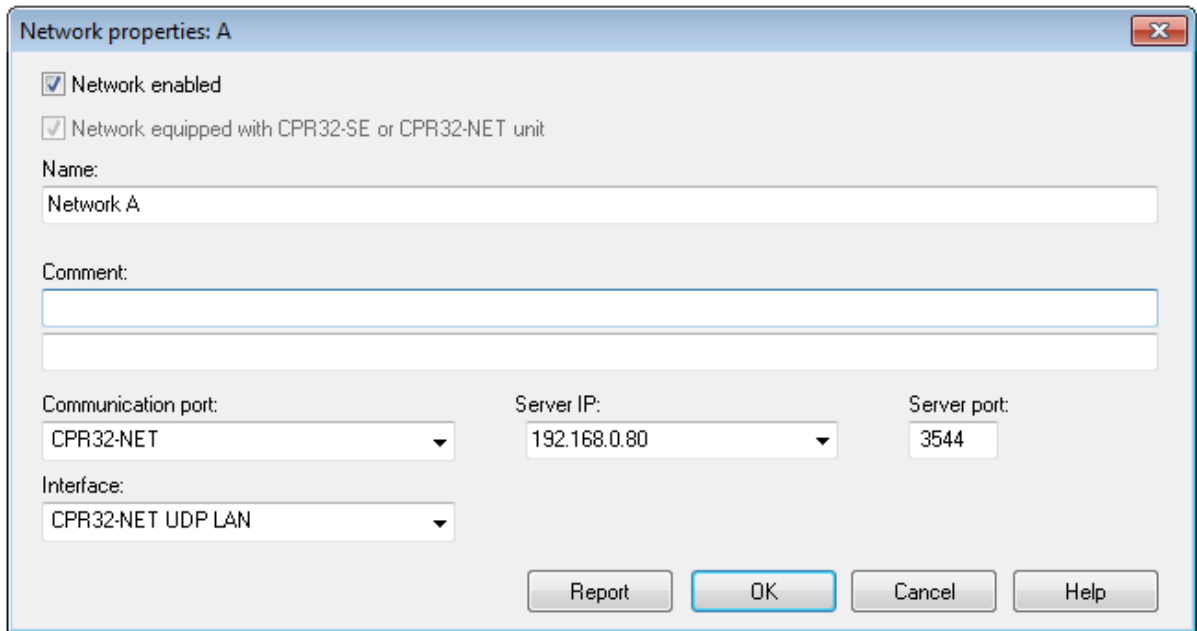 Network properties: A
Network enabled
Network equipped with CPR32-SE or CPR32-NET unit
Name:
Network A
Comment:
Communication port: Server IP: Server port:
CPR32-NET 192.168.0.80 3544
Interface:
CPR32-NET UDP LAN
Report OK Cancel Help